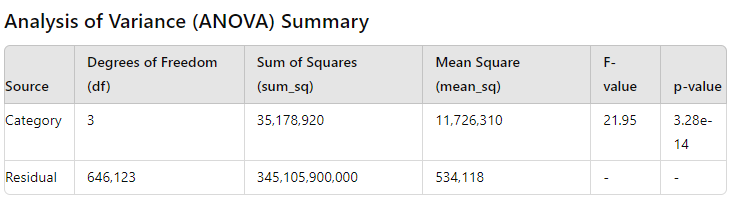 Analysis of Variance (ANOVA) Summary
Source Degrees of Freedom (df) Sum of Squares (sum_sq) Mean Square (mean_sq) F-value p-value
Category 3 35,178,920 11,726,310 21.95 3.28e-14
Residual 646,123 345,105,900,000 534,118 - -